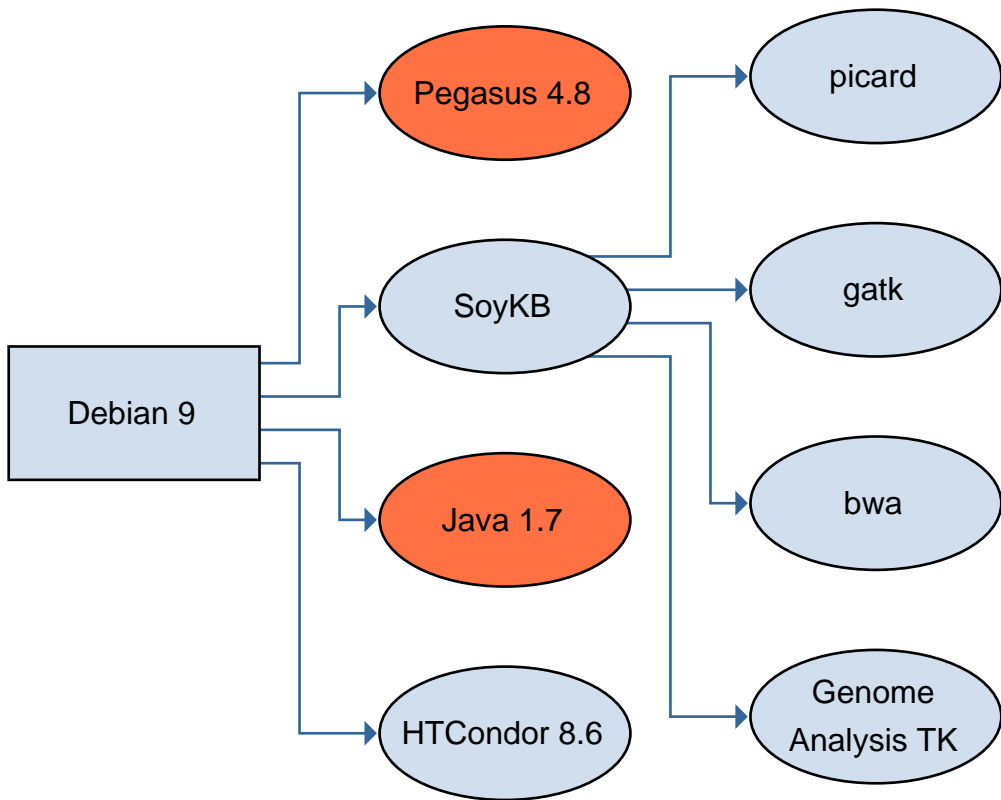 Debian 9
Pegasus 4.8
SoyKB
Java 1.7
HTCondor 8.6
picard
gatk
bwa
Genome
Analysis TK